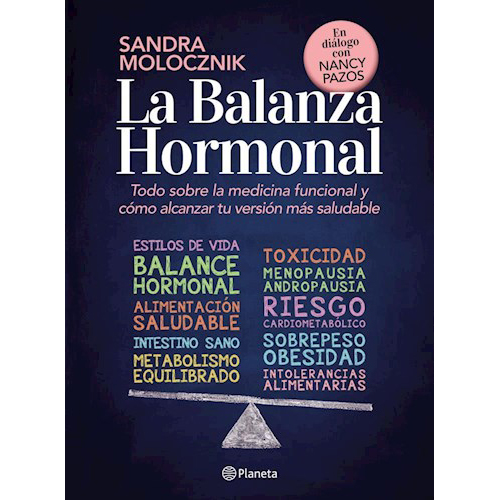 SANDRA
MOLOCZNIK
En
diálogo con
NANCY
PAZOS
La Balanza
Hormonal
Todo sobre la medicina funcional y
cómo alcanzar tu versión más saludable
ESTILOS DE VIDA
BALANCE
HORMONAL
ALIMENTACIÓN
SALUDABLE
INTESTINO SANO
METABOLISMO
EQUILIBRADO
TOXICIDAD
MENOPAUSIA
ANDROPAUSIA
RIESGO
CARDIOMETABÓLICO
SOBREPESO
OBESIDAD
INTOLERANCIAS
ALIMENTARIAS
Planeta